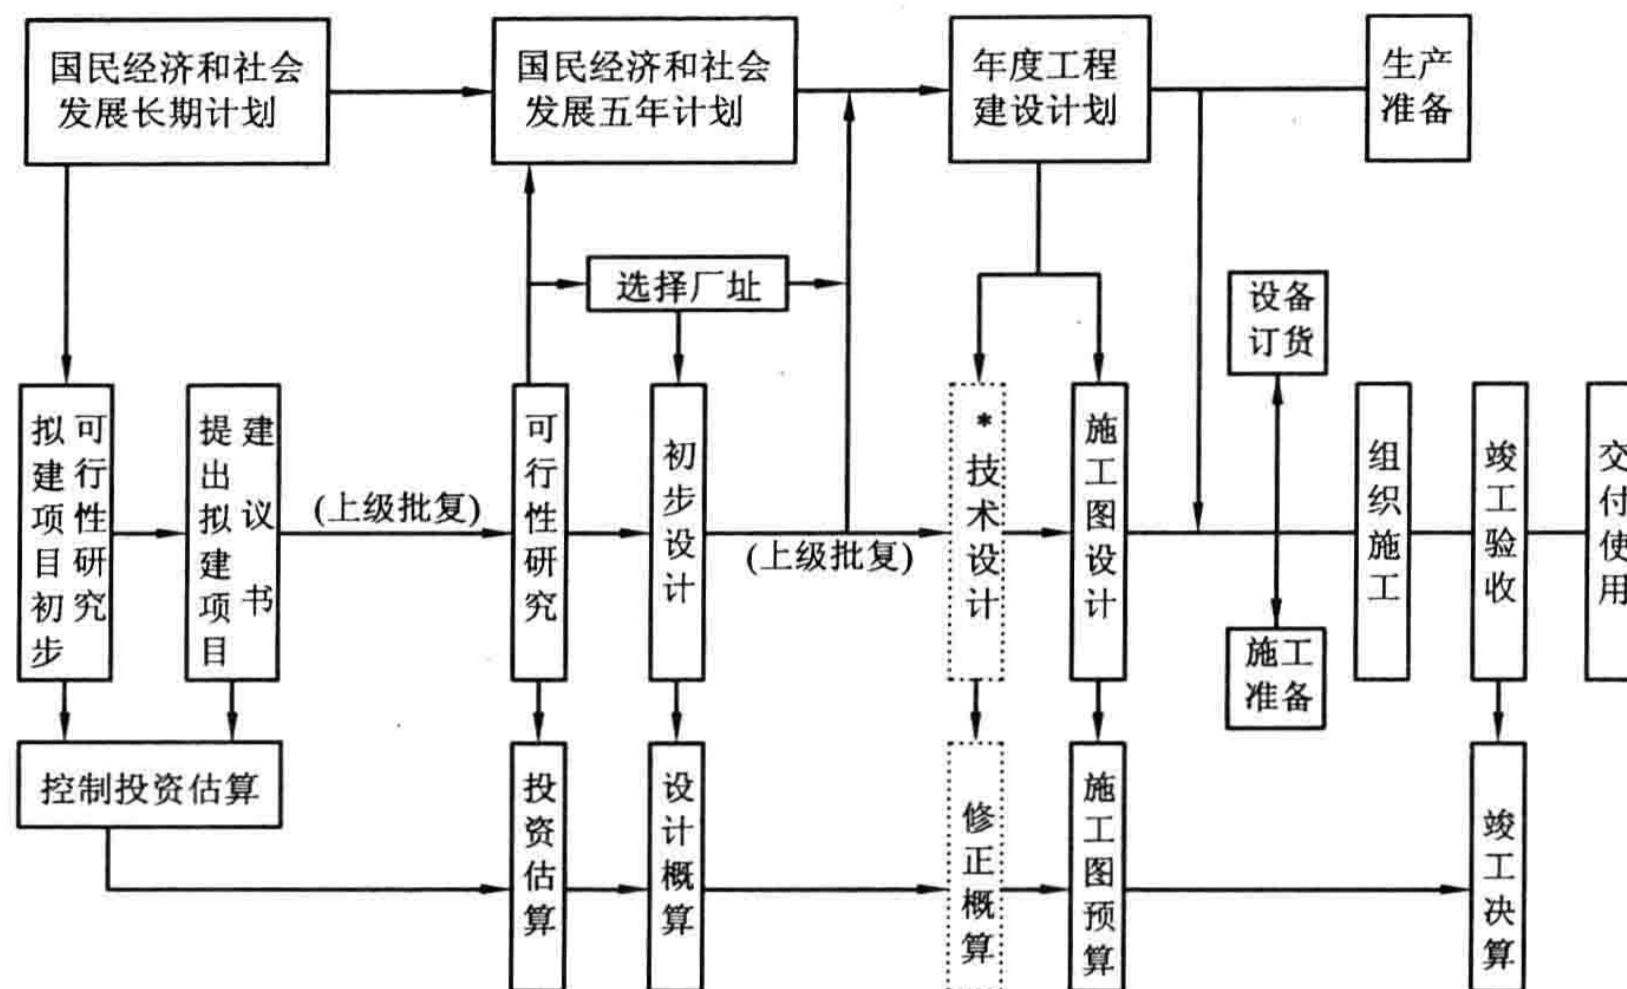 国民经济和社会
发展长期计划
国民经济和社会
发展五年计划
年度工程
建设计划
生产
准备
选择厂址
设备
订货
拟建项目初步
可行性研究
提出拟建项目
建议书
(上级批复)
可行性研究
初步设计
(上级批复)
*技术设计
施工图设计
施工
准备
组织施工
竣工验收
交付使用
控制投资估算
投资估算
设计概算
修正概算
施工图预算
竣工决算